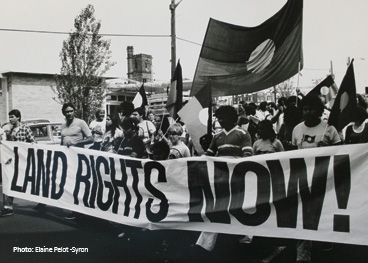 LAND RIGHTS NOW!
Photo: Elaine Pelot-Syron